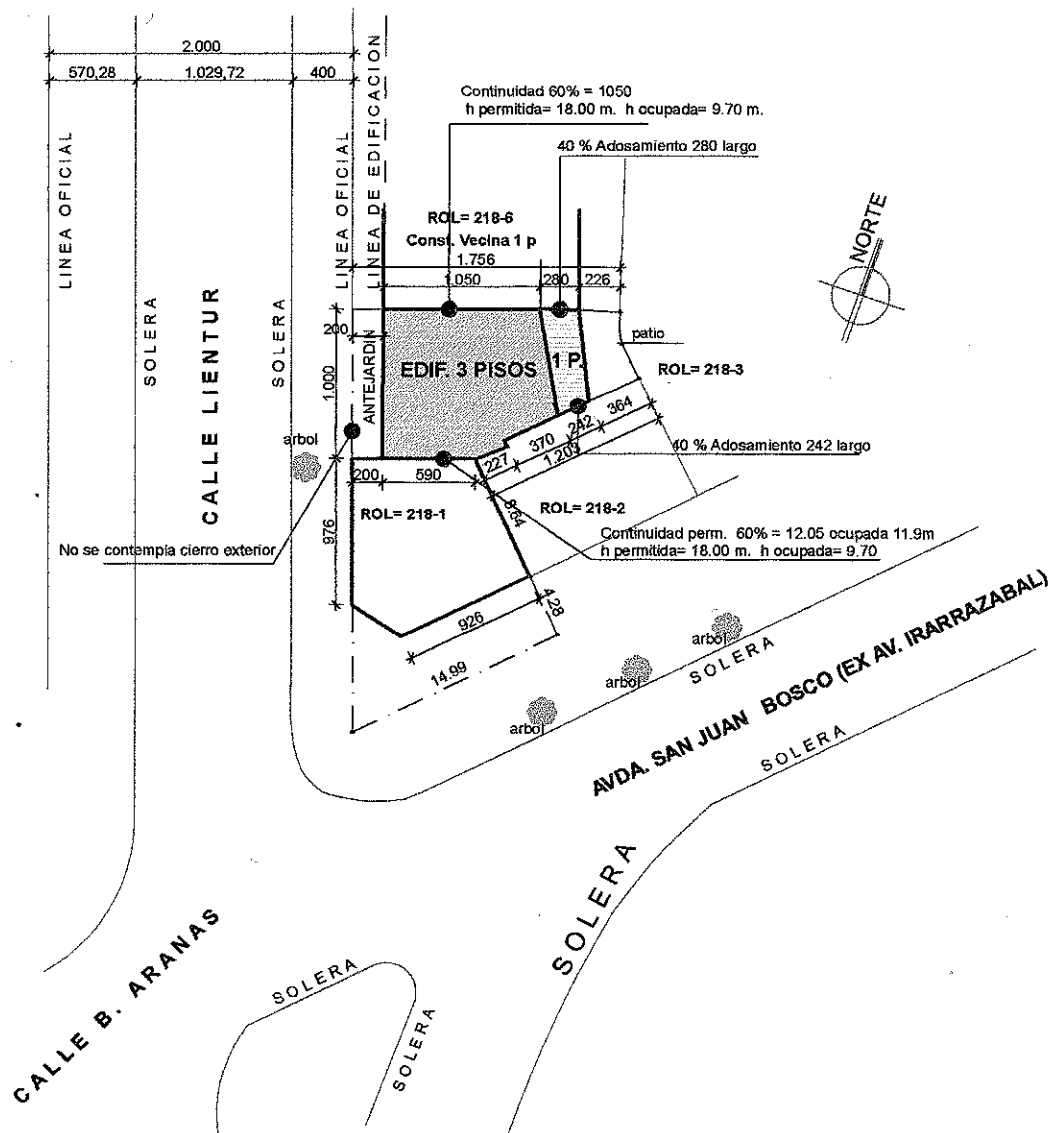 2.000
570,28
1.029,72
400
LINEA OFICIAL
SOLERA
CALLE LIENTUR
SOLERA
LINEA OFICIAL
LINEA DE EDIFICACION
Continuidad 60% = 1050
h permitida= 18.00 m. h ocupada= 9.70 m.
40 % Adosamiento 280 largo
ROL= 218-6
Const. Vecina 1 p
1.756
1.050
280
226
NORTE
200
1.000
ANTEJARDIN
EDIF. 3 PISOS
1 P.
patio
ROL= 218-3
364
242
370
227
1.203
40 % Adosamiento 242 largo
arbol
200
590
976
ROL= 218-1
8.64
ROL= 218-2
No se contempla cierro exterior
Continuidad perm. 60% = 12.05 ocupada 11.9m
h permitida= 18.00 m. h ocupada= 9.70
926
4.28
14.99
arbol
arbol
arbol
SOLERA
AVDA. SAN JUAN BOSCO (EX AV. IRARRAZABAL)
SOLERA
SOLERA
CALLE B. ARANAS
SOLERA
SOLERA